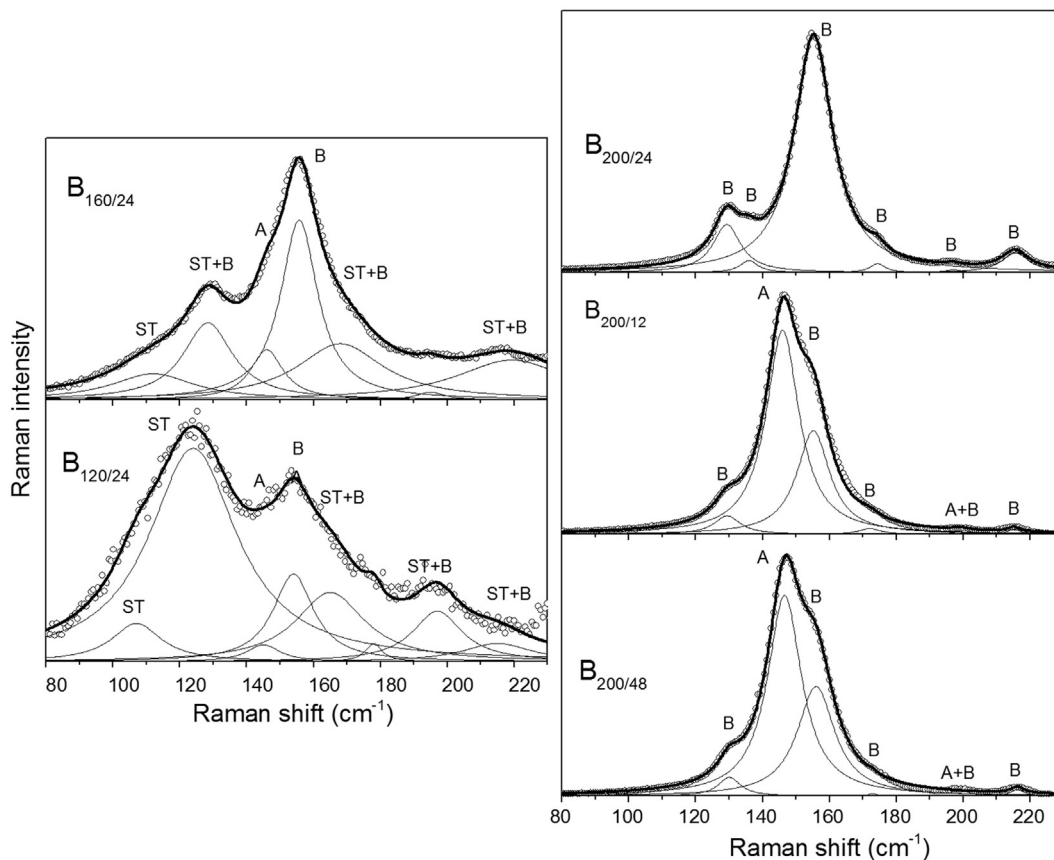 Raman intensity
B160/24
ST
ST+B
A
B
ST+B
ST+B
B120/24
ST
ST
A
B
ST+B
ST+B
ST+B
80 100 120 140 160 180 200 220
Raman shift (cm-1)
B200/24
B
B
B
B
B
B
B200/12
B
A
B
B
A+B
B
B200/48
B
A
B
B
A+B
B
80 100 120 140 160 180 200 220
Raman shift (cm-1)